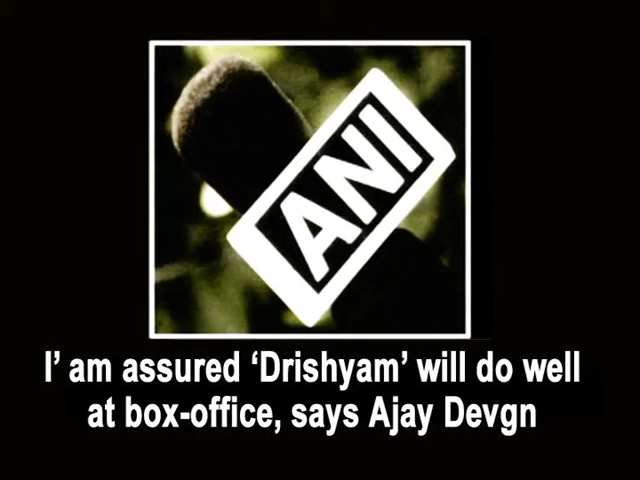 ANI
I' am assured ‘Drishyam’ will do well
at box-office, says Ajay Devgn